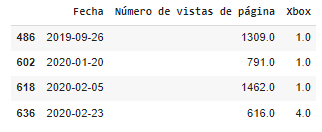 Fecha Número de vistas de página Xbox
486 2019-09-26 1309.0 1.0
602 2020-01-20 791.0 1.0
618 2020-02-05 1462.0 1.0
636 2020-02-23 616.0 4.0